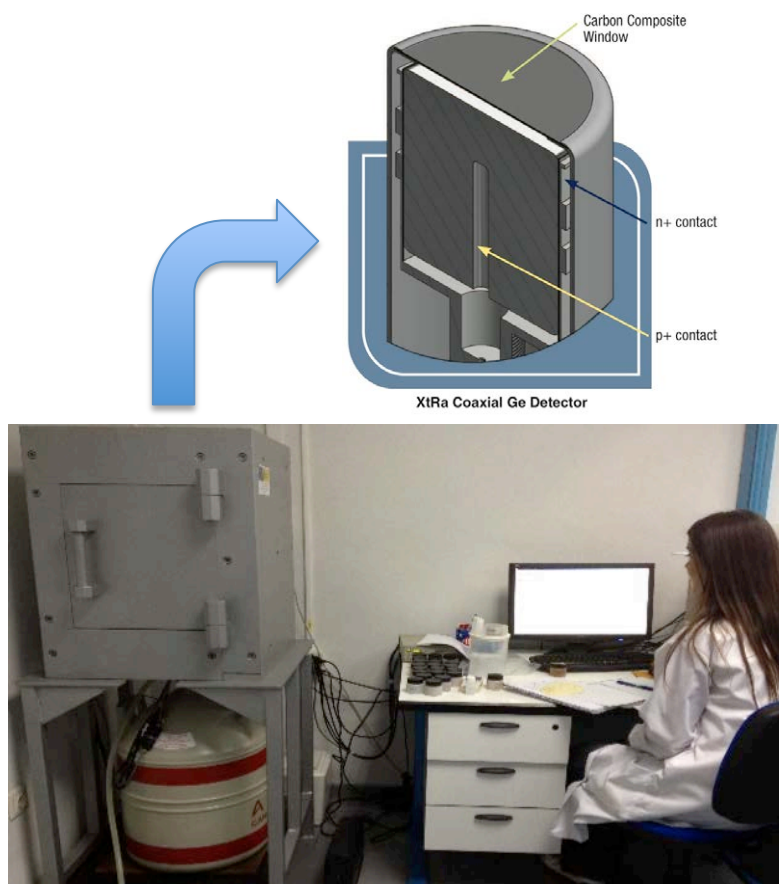 Carbon Composite
Window
n+ contact
p+ contact
XtRa Coaxial Ge Detector